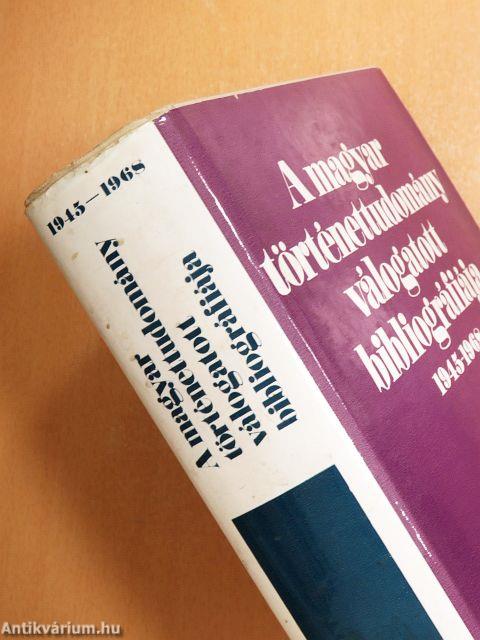 1945—1968
A magyar
történettudomány
válogatott
bibliográfiája
A magyar
történettudomány
válogatott
bibliográfiája
1945-1968
Antikvárium.hu